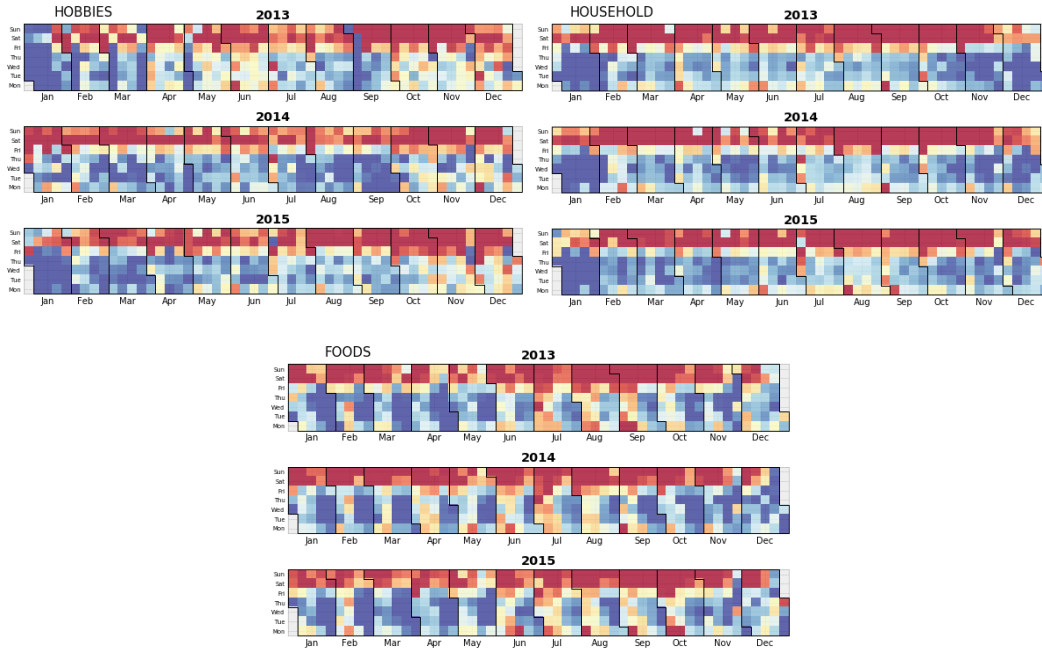 HOBBIES
2013
Sun
Sat
Fri
Thu
Wed
Tue
Mon
Jan Feb Mar Apr May Jun Jul Aug Sep Oct Nov Dec
2014
Sun
Sat
Fri
Thu
Wed
Tue
Mon
Jan Feb Mar Apr May Jun Jul Aug Sep Oct Nov Dec
2015
Sun
Sat
Fri
Thu
Wed
Tue
Mon
Jan Feb Mar Apr May Jun Jul Aug Sep Oct Nov Dec
HOUSEHOLD
2013
Sun
Sat
Fri
Thu
Wed
Tue
Mon
Jan Feb Mar Apr May Jun Jul Aug Sep Oct Nov Dec
2014
Sun
Sat
Fri
Thu
Wed
Tue
Mon
Jan Feb Mar Apr May Jun Jul Aug Sep Oct Nov Dec
2015
Sun
Sat
Fri
Thu
Wed
Tue
Mon
Jan Feb Mar Apr May Jun Jul Aug Sep Oct Nov Dec
FOODS
2013
Sun
Sat
Fri
Thu
Wed
Tue
Mon
Jan Feb Mar Apr May Jun Jul Aug Sep Oct Nov Dec
2014
Sun
Sat
Fri
Thu
Wed
Tue
Mon
Jan Feb Mar Apr May Jun Jul Aug Sep Oct Nov Dec
2015
Sun
Sat
Fri
Thu
Wed
Tue
Mon
Jan Feb Mar Apr May Jun Jul Aug Sep Oct Nov Dec